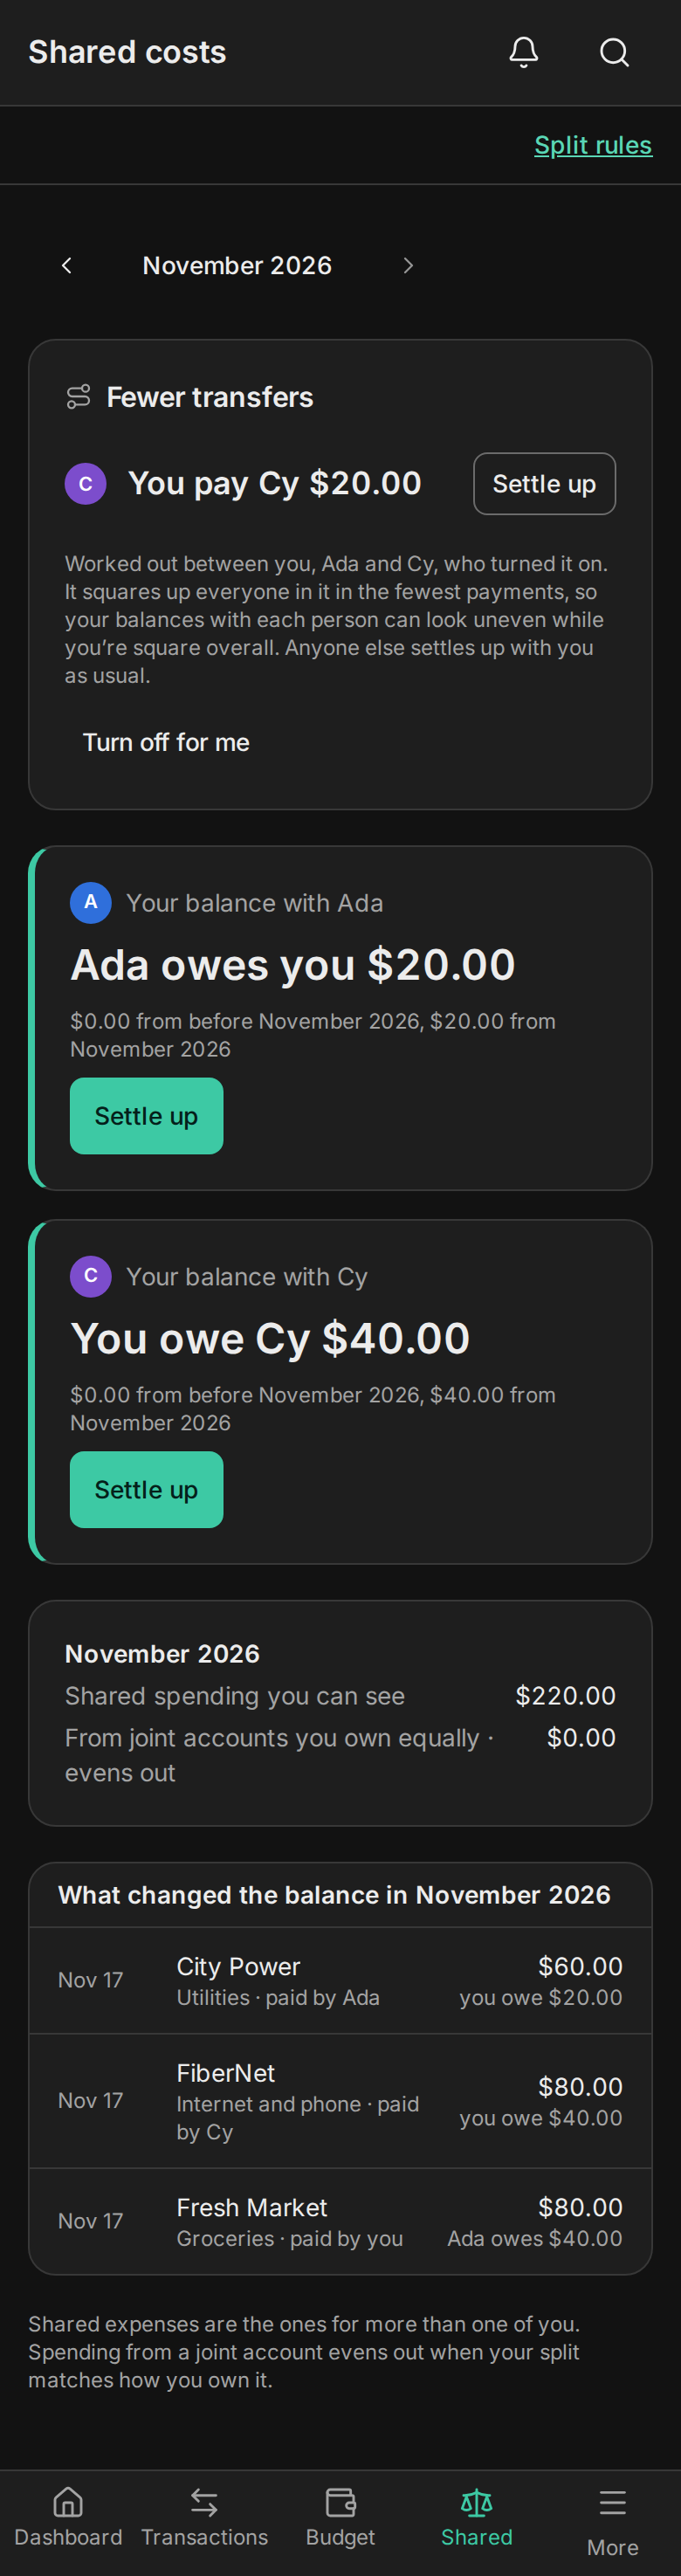 Shared costs
Split rules
November 2026
Fewer transfers
C You pay Cy $20.00 Settle up
Worked out between you, Ada and Cy, who turned it on.
It squares up everyone in it in the fewest payments, so
your balances with each person can look uneven while
you’re square overall. Anyone else settles up with you
as usual.
Turn off for me
A Your balance with Ada
Ada owes you $20.00
$0.00 from before November 2026, $20.00 from
November 2026
Settle up
C Your balance with Cy
You owe Cy $40.00
$0.00 from before November 2026, $40.00 from
November 2026
Settle up
November 2026
Shared spending you can see $220.00
From joint accounts you own equally · $0.00
evens out
What changed the balance in November 2026
Nov 17 City Power $60.00
Utilities · paid by Ada you owe $20.00
Nov 17 FiberNet $80.00
Internet and phone · paid you owe $40.00
by Cy
Nov 17 Fresh Market $80.00
Groceries · paid by you Ada owes $40.00
Shared expenses are the ones for more than one of you.
Spending from a joint account evens out when your split
matches how you own it.
Dashboard Transactions Budget Shared More